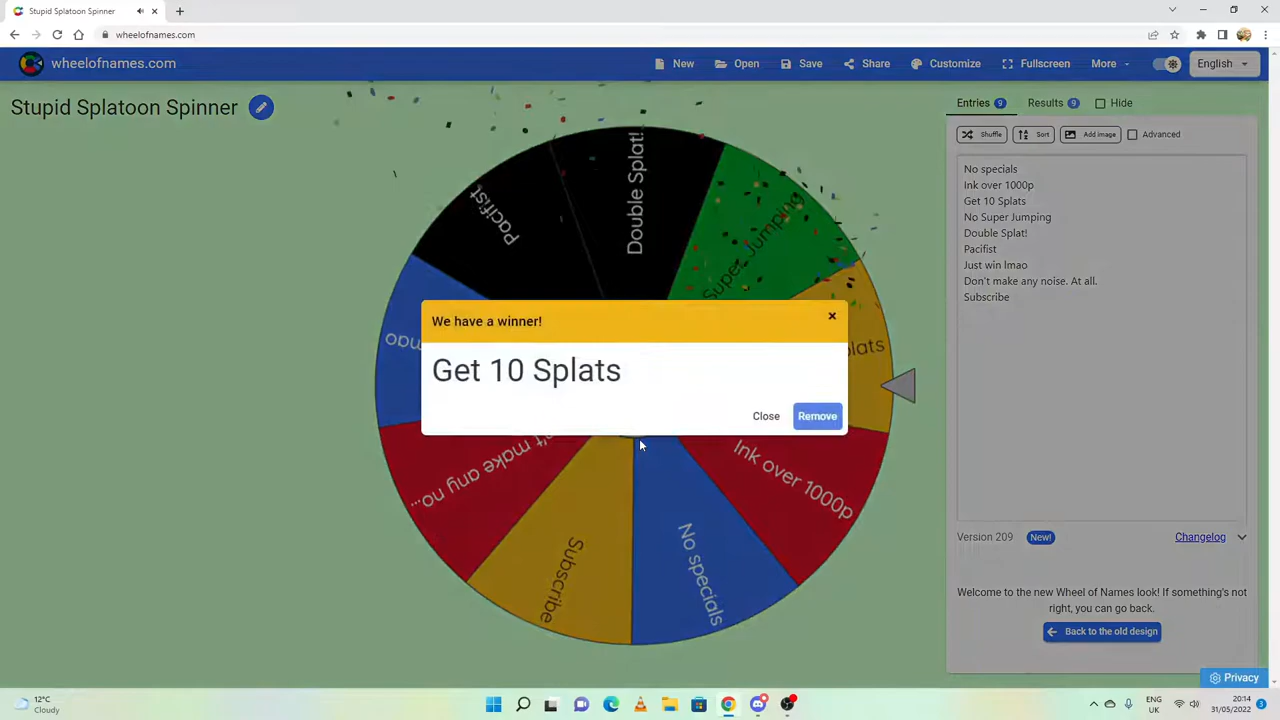 Stupid Splatoon Spinner
wheelofnames.com
wheelofnames.com
New
Open
Save
Share
Customize
Fullscreen
More
English
Stupid Splatoon Spinner
Entries 9
Results 9
Hide
Shuffle
Sort
Add image
Advanced
No specials
Ink over 1000p
Get 10 Splats
No Super Jumping
Double Splat!
Pacifist
Just win lmao
Don't make any noise. At all.
Subscribe
Pacifist
Double Splat!
Super Jumping
We have a winner!
Get 10 Splats
Close
Remove
Ink over 1000p
No specials
Subscribe
Version 209
New!
Changelog
Welcome to the new Wheel of Names look! If something's not
right, you can go back.
Back to the old design
Privacy
12°C
Cloudy
ENG
UK
20:14
31/05/2022
3